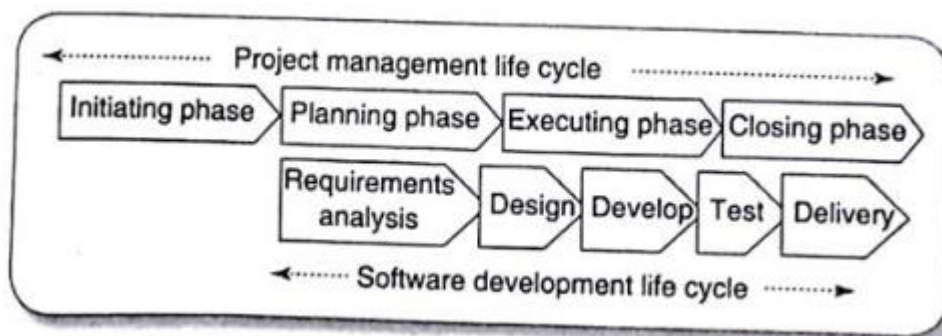 Project management life cycle
Initiating phase Planning phase Executing phase Closing phase
Requirements
analysis
Design Develop Test Delivery
Software development life cycle